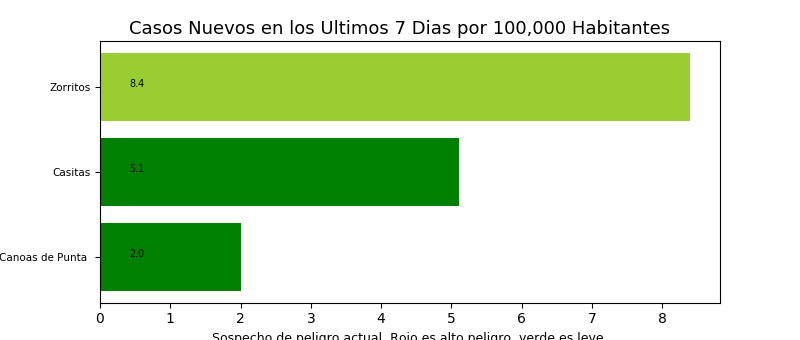 Casos Nuevos en los Ultimos 7 Dias por 100,000 Habitantes
Zorritos
8.4
Casitas
5.1
Canoas de Punta
2.0
0 1 2 3 4 5 6 7 8
Sospecho de peligro actual. Rojo es alto peligro, verde es leve